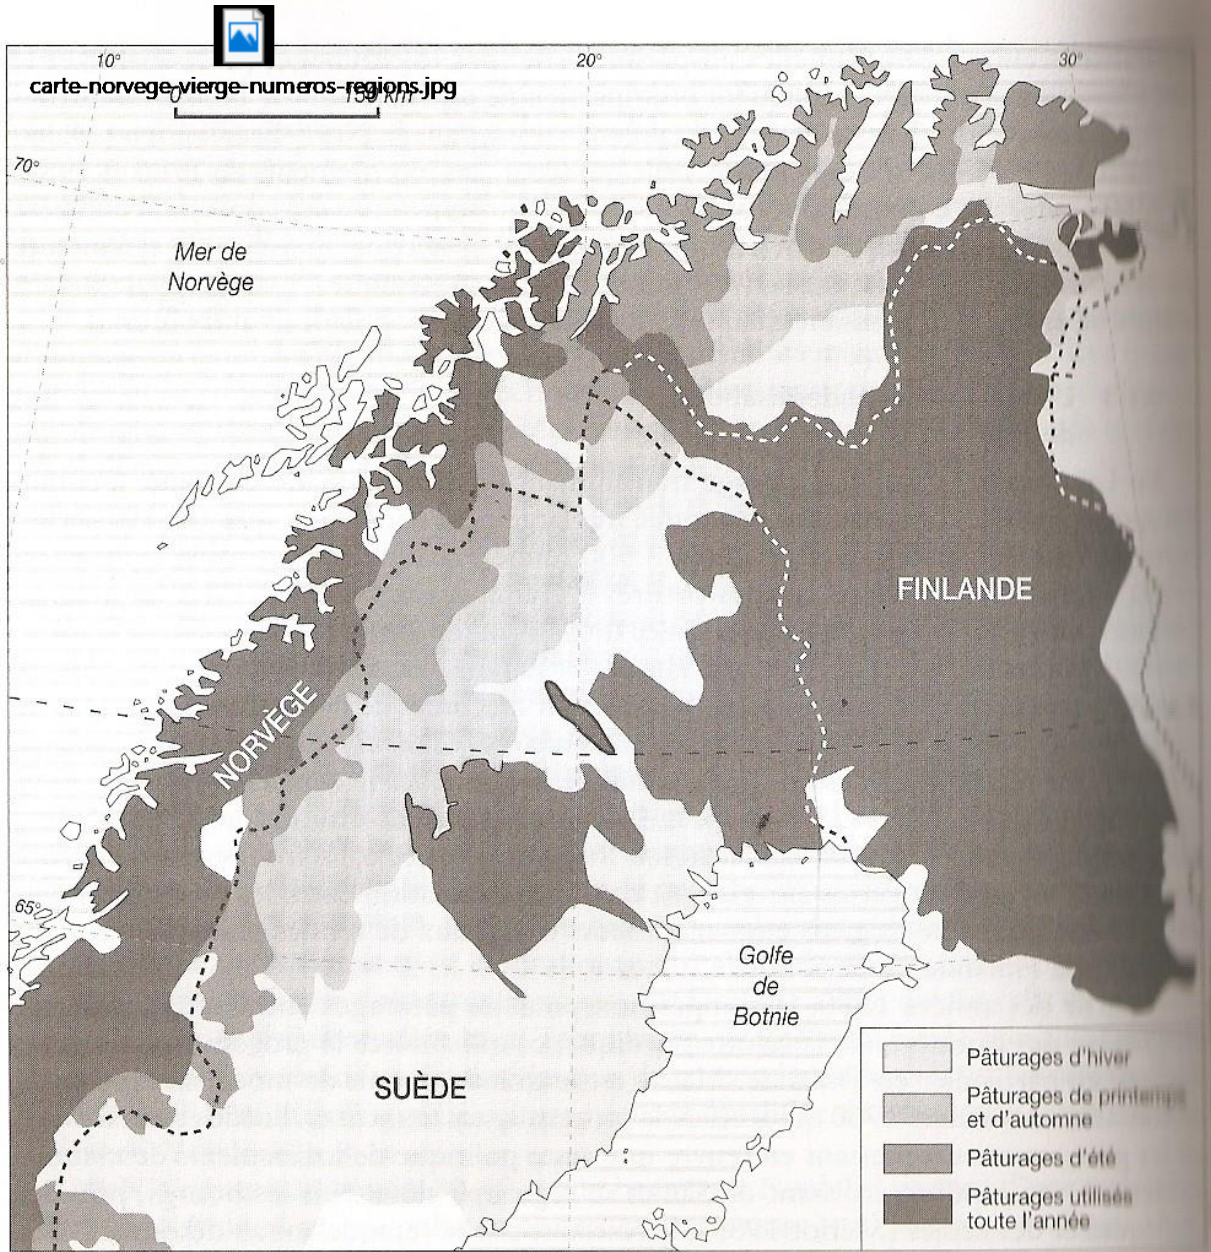 10°
20°
30°
carte-norvege-vierge-numeros-regions.jpg
0
150 km
70°
Mer de
Norvège
FINLANDE
NORVÈGE
65°
Golfe
de
Botnie
SUÈDE
Pâturages d'hiver
Pâturages de printemps
et d'automne
Pâturages d'été
Pâturages utilisés
toute l'année